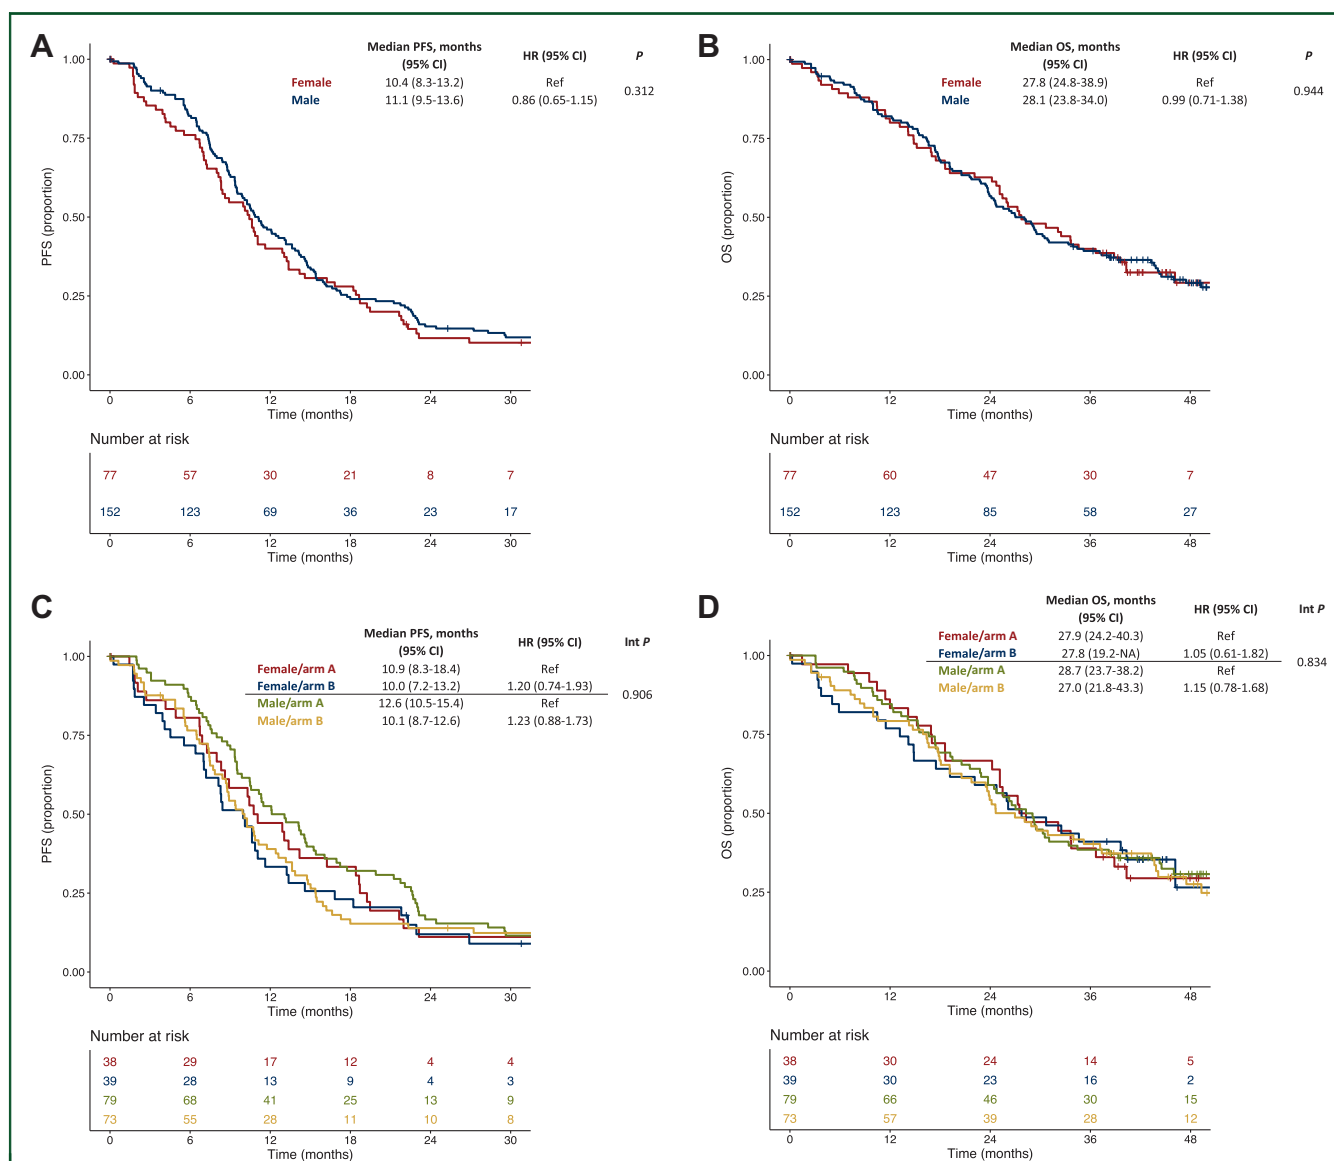 A
Median PFS, months
(95% CI)
HR (95% CI)
P
Female 10.4 (8.3-13.2) Ref
Male 11.1 (9.5-13.6) 0.86 (0.65-1.15)
0.312
PFS (proportion)
1.00
0.75
0.50
0.25
0.00
0 6 12 18 24 30
Time (months)
Number at risk
77 57 30 21 8 7
152 123 69 36 23 17
0 6 12 18 24 30
Time (months)
B
Median OS, months
(95% CI)
HR (95% CI)
P
Female 27.8 (24.8-38.9) Ref
Male 28.1 (23.8-34.0) 0.99 (0.71-1.38)
0.944
OS (proportion)
1.00
0.75
0.50
0.25
0.00
0 12 24 36 48
Time (months)
Number at risk
77 60 47 30 7
152 123 85 58 27
0 12 24 36 48
Time (months)
C
Median PFS, months
(95% CI)
HR (95% CI)
Int P
Female/arm A 10.9 (8.3-18.4) Ref
Female/arm B 10.0 (7.2-13.2) 1.20 (0.74-1.93)
0.906
Male/arm A 12.6 (10.5-15.4) Ref
Male/arm B 10.1 (8.7-12.6) 1.23 (0.88-1.73)
PFS (proportion)
1.00
0.75
0.50
0.25
0.00
0 6 12 18 24 30
Time (months)
Number at risk
38 29 17 12 4 4
39 28 13 9 4 3
79 68 41 25 13 9
73 55 28 11 10 8
0 6 12 18 24 30
Time (months)
D
Median OS, months
(95% CI)
HR (95% CI)
Int P
Female/arm A 27.9 (24.2-40.3) Ref
Female/arm B 27.8 (19.2-NA) 1.05 (0.61-1.82)
0.834
Male/arm A 28.7 (23.7-38.2) Ref
Male/arm B 27.0 (21.8-43.3) 1.15 (0.78-1.68)
OS (proportion)
1.00
0.75
0.50
0.25
0.00
0 12 24 36 48
Time (months)
Number at risk
38 30 24 14 5
39 30 23 16 2
79 66 46 30 15
73 57 39 28 12
0 12 24 36 48
Time (months)